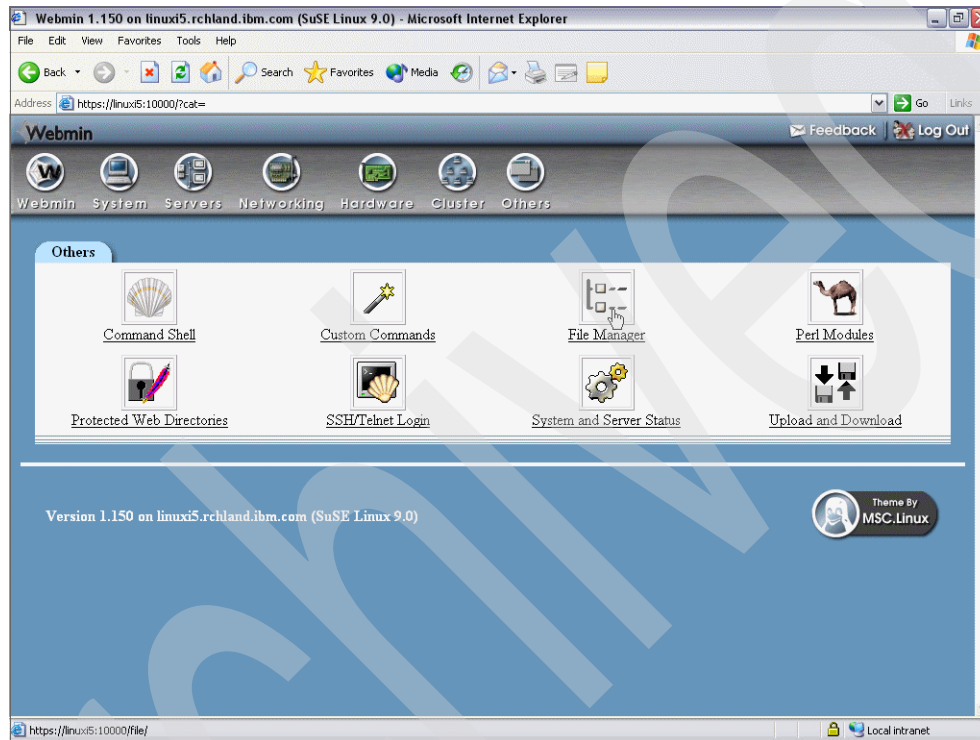 Webmin 1.150 on linuxi5.rchland.ibm.com (SuSE Linux 9.0) - Microsoft Internet Explorer
File Edit View Favorites Tools Help
Back Search Favorites Media
Address https://linuxi5:10000/?cat= Go Links
Webmin Feedback Log Out
Webmin System Servers Networking Hardware Cluster Others
Others
Command Shell Custom Commands File Manager Perl Modules
Protected Web Directories SSH/Telnet Login System and Server Status Upload and Download
Version 1.150 on linuxi5.rchland.ibm.com (SuSE Linux 9.0)
Theme By
MSC.Linux
https://linuxi5:10000/file/ Local intranet